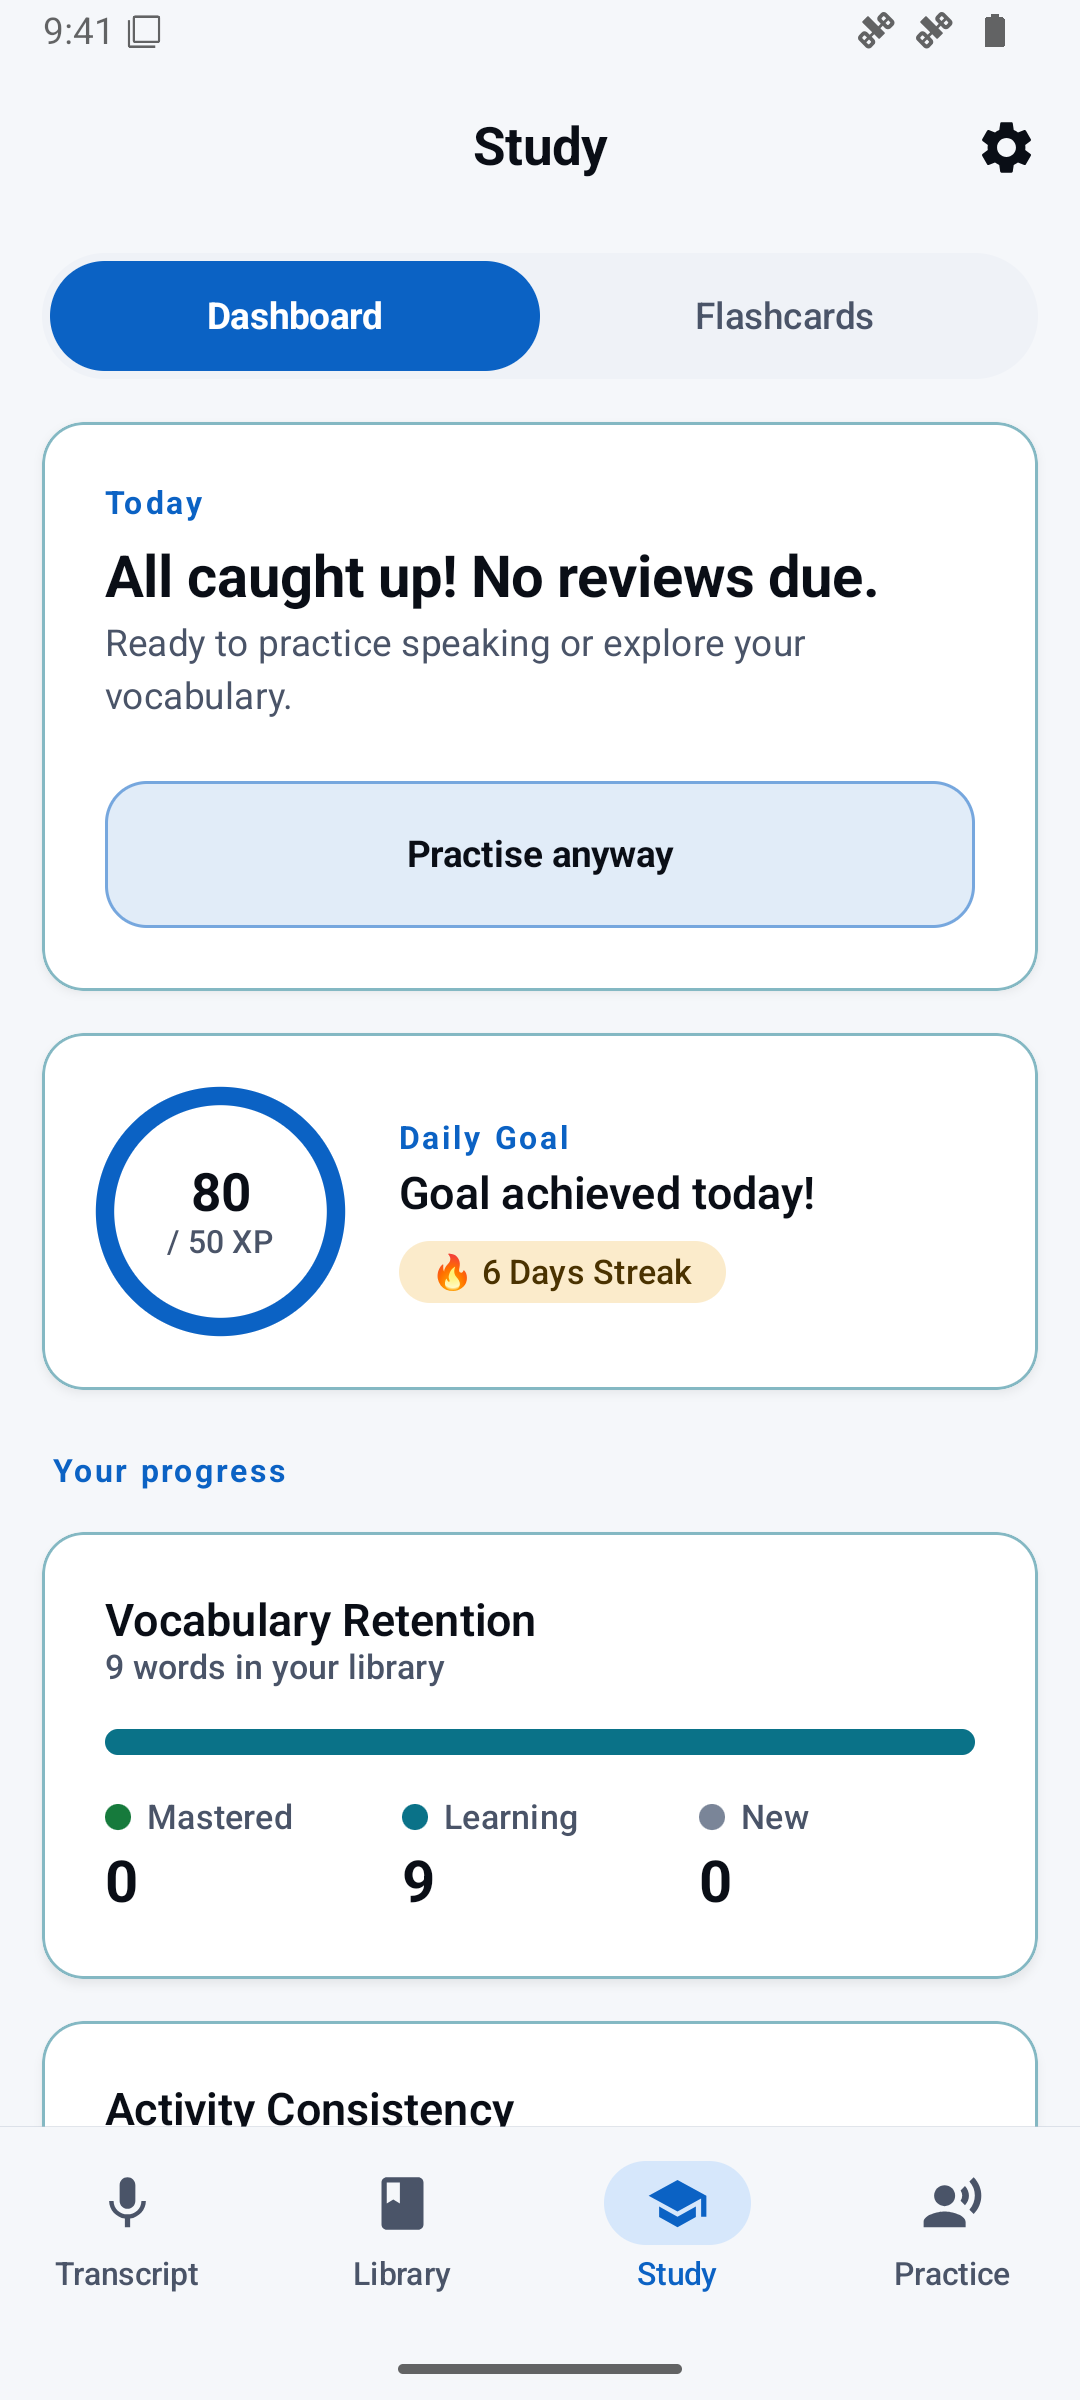 9:41
Study
Dashboard
Flashcards
Today
All caught up! No reviews due.
Ready to practice speaking or explore your
vocabulary.
Practise anyway
80
/ 50 XP
Daily Goal
Goal achieved today!
🔥 6 Days Streak
Your progress
Vocabulary Retention
9 words in your library
Mastered
0
Learning
9
New
0
Activity Consistency
Transcript
Library
Study
Practice